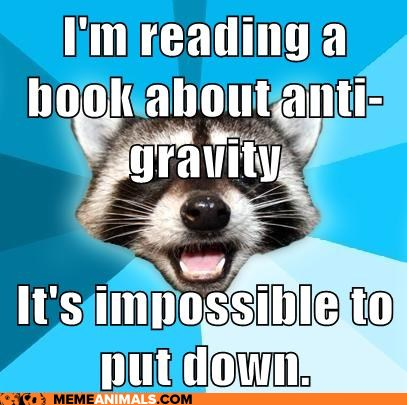 I'm reading a
book about anti-
gravity
It's impossible to
put down.
MEMEANIMALS.COM